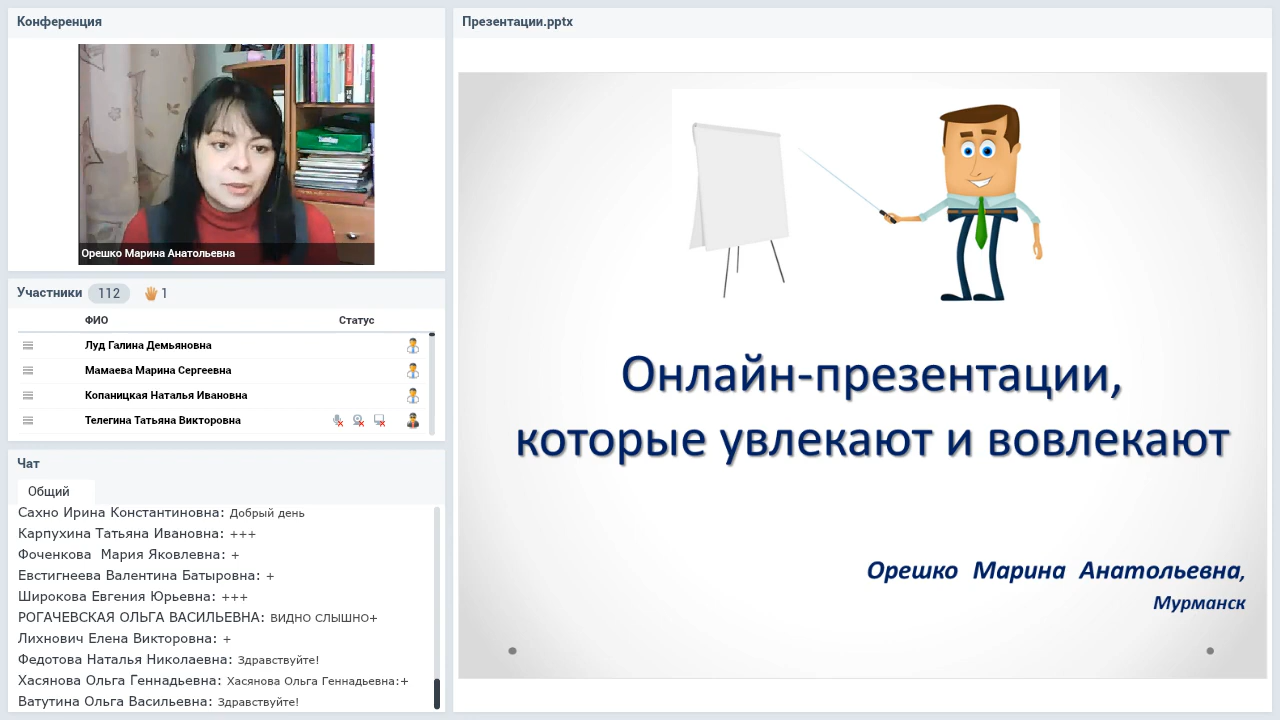 Конференция
Орешко Марина Анатольевна
Участники 112 1
ФИО Статус
Луд Галина Демьяновна
Мамаева Марина Сергеевна
Копаницкая Наталья Ивановна
Телегина Татьяна Викторовна
Чат
Общий
Сахно Ирина Константиновна: Добрый день
Карпухина Татьяна Ивановна: +++
Фоченкова  Мария Яковлевна: +
Евстигнеева Валентина Батыровна: +
Широкова Евгения Юрьевна: +++
РОГАЧЕВСКАЯ ОЛЬГА ВАСИЛЬЕВНА: ВИДНО СЛЫШНО+
Лихнович Елена Викторовна: +
Федотова Наталья Николаевна: Здравствуйте!
Хасянова Ольга Геннадьевна: Хасянова Ольга Геннадьевна:+
Ватутина Ольга Васильевна: Здравствуйте!
Презентации.pptx
Онлайн-презентации,
которые увлекают и вовлекают
Орешко Марина Анатольевна,
Мурманск